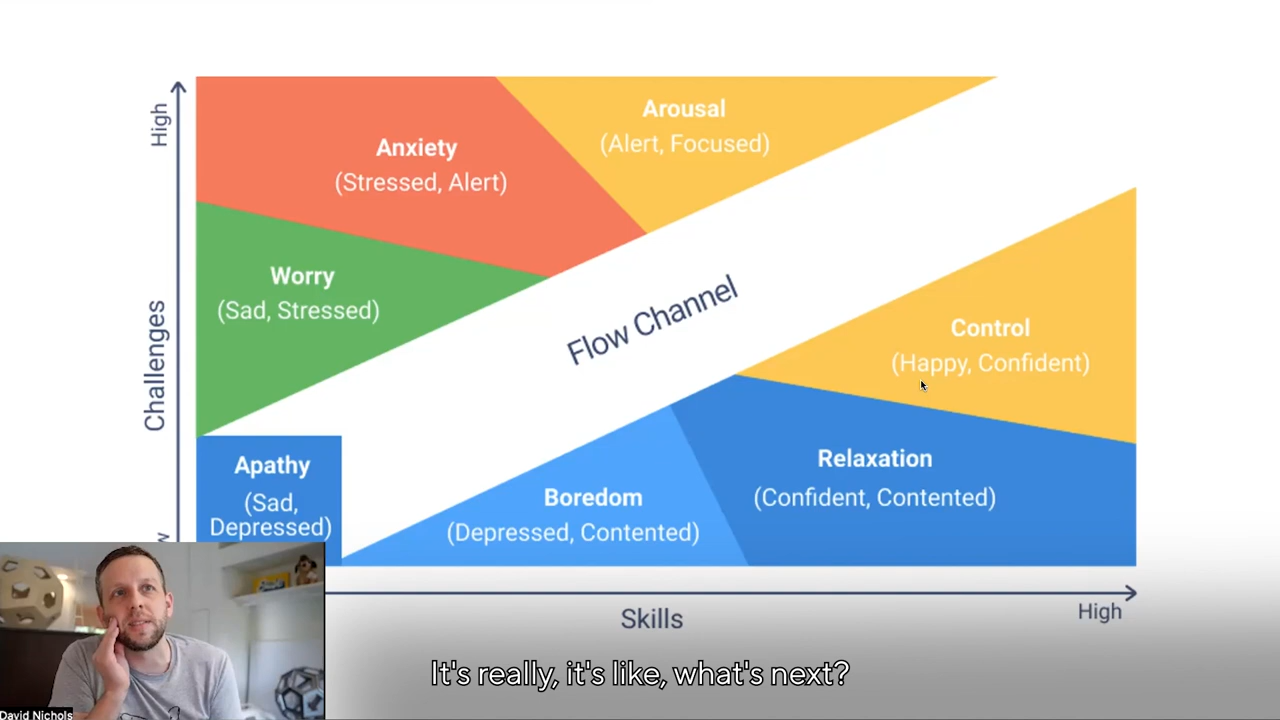 High
Challenges
Anxiety
(Stressed, Alert)
Arousal
(Alert, Focused)
Worry
(Sad, Stressed)
Flow Channel
Control
(Happy, Confident)
Apathy
(Sad,
Depressed)
Boredom
(Depressed, Contented)
Relaxation
(Confident, Contented)
Skills
High
It's really, it's like, what's next?
David Nichols